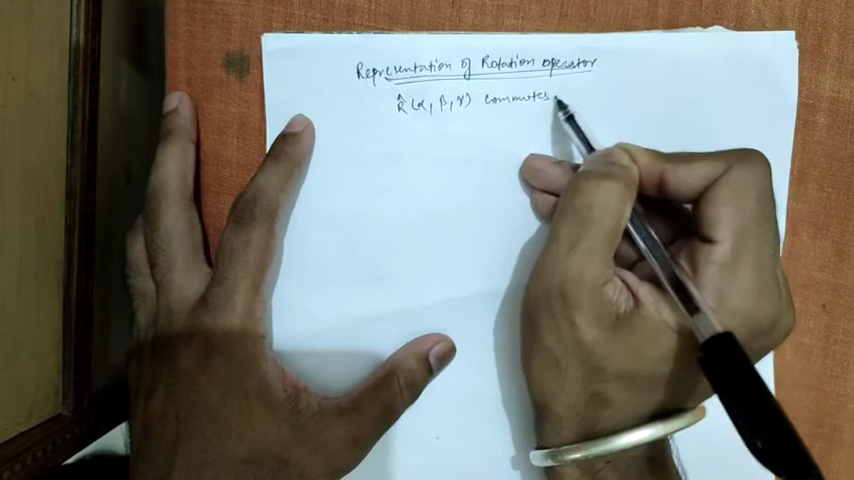 Representation of Rotation operator
R̂(α, β, γ) commutes